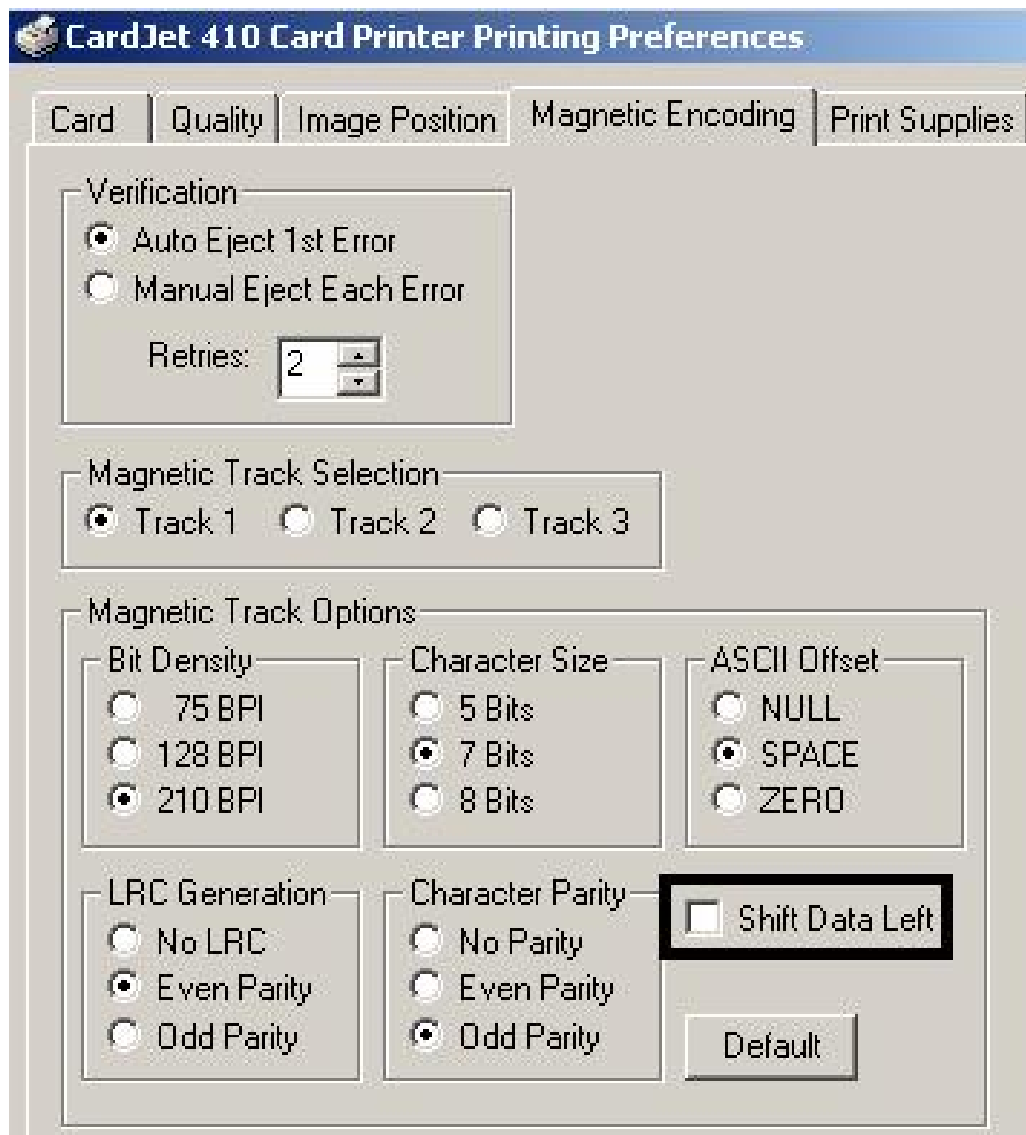 CardJet 410 Card Printer Printing Preferences
Card Quality Image Position Magnetic Encoding Print Supplies
Verification
Auto Eject 1st Error
Manual Eject Each Error
Retries: 2
Magnetic Track Selection
Track 1 Track 2 Track 3
Magnetic Track Options
Bit Density Character Size ASCII Offset
75 BPI 5 Bits NULL
128 BPI 7 Bits SPACE
210 BPI 8 Bits ZERO
LRC Generation Character Parity
No LRC No Parity Shift Data Left
Even Parity Even Parity
Odd Parity Odd Parity Default